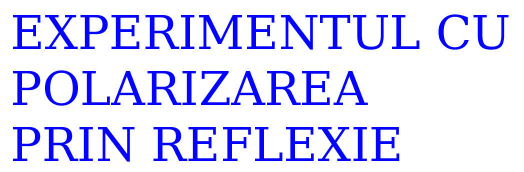 EXPERIMENTUL CU
POLARIZAREA
PRIN REFLEXIE